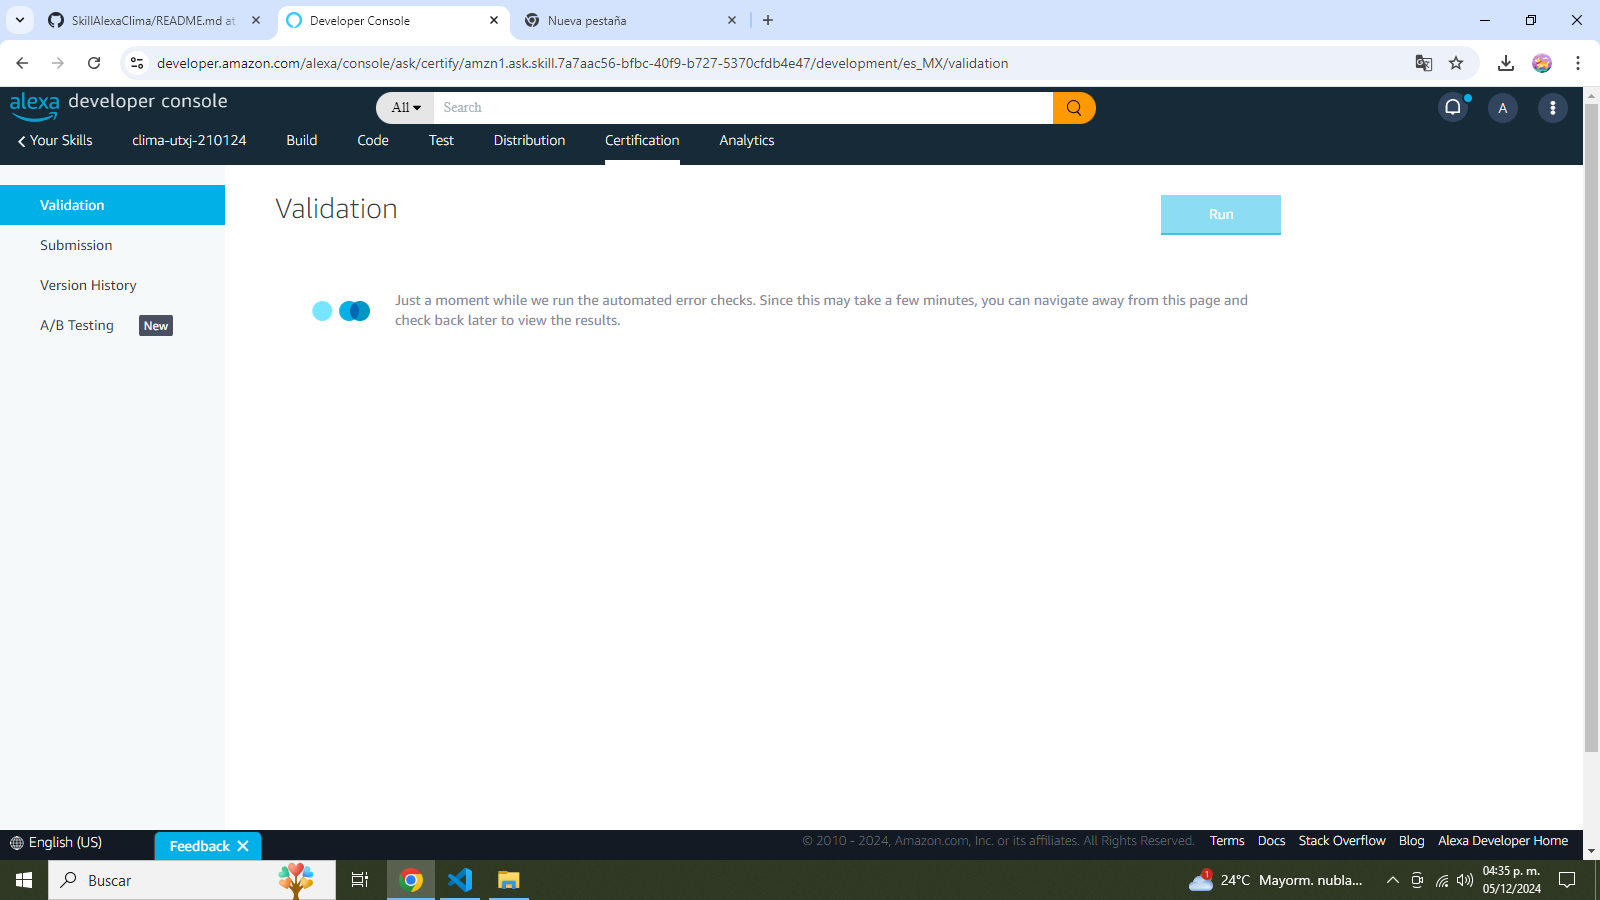 SkillAlexaClima/README.md at
Developer Console
Nueva pestaña
developer.amazon.com/alexa/console/ask/certify/amzn1.ask.skill.7a7aac56-bfbc-40f9-b727-5370cfdb4e47/development/es_MX/validation
alexa developer console
All
Search
A
Your Skills
clima-utxj-210124
Build
Code
Test
Distribution
Certification
Analytics
Validation
Submission
Version History
A/B Testing
New
Validation
Run
Just a moment while we run the automated error checks. Since this may take a few minutes, you can navigate away from this page and
check back later to view the results.
English (US)
Feedback
© 2010 - 2024, Amazon.com, Inc. or its affiliates. All Rights Reserved.
Terms
Docs
Stack Overflow
Blog
Alexa Developer Home
Buscar
1
24°C Mayorm. nubla...
04:35 p. m.
05/12/2024